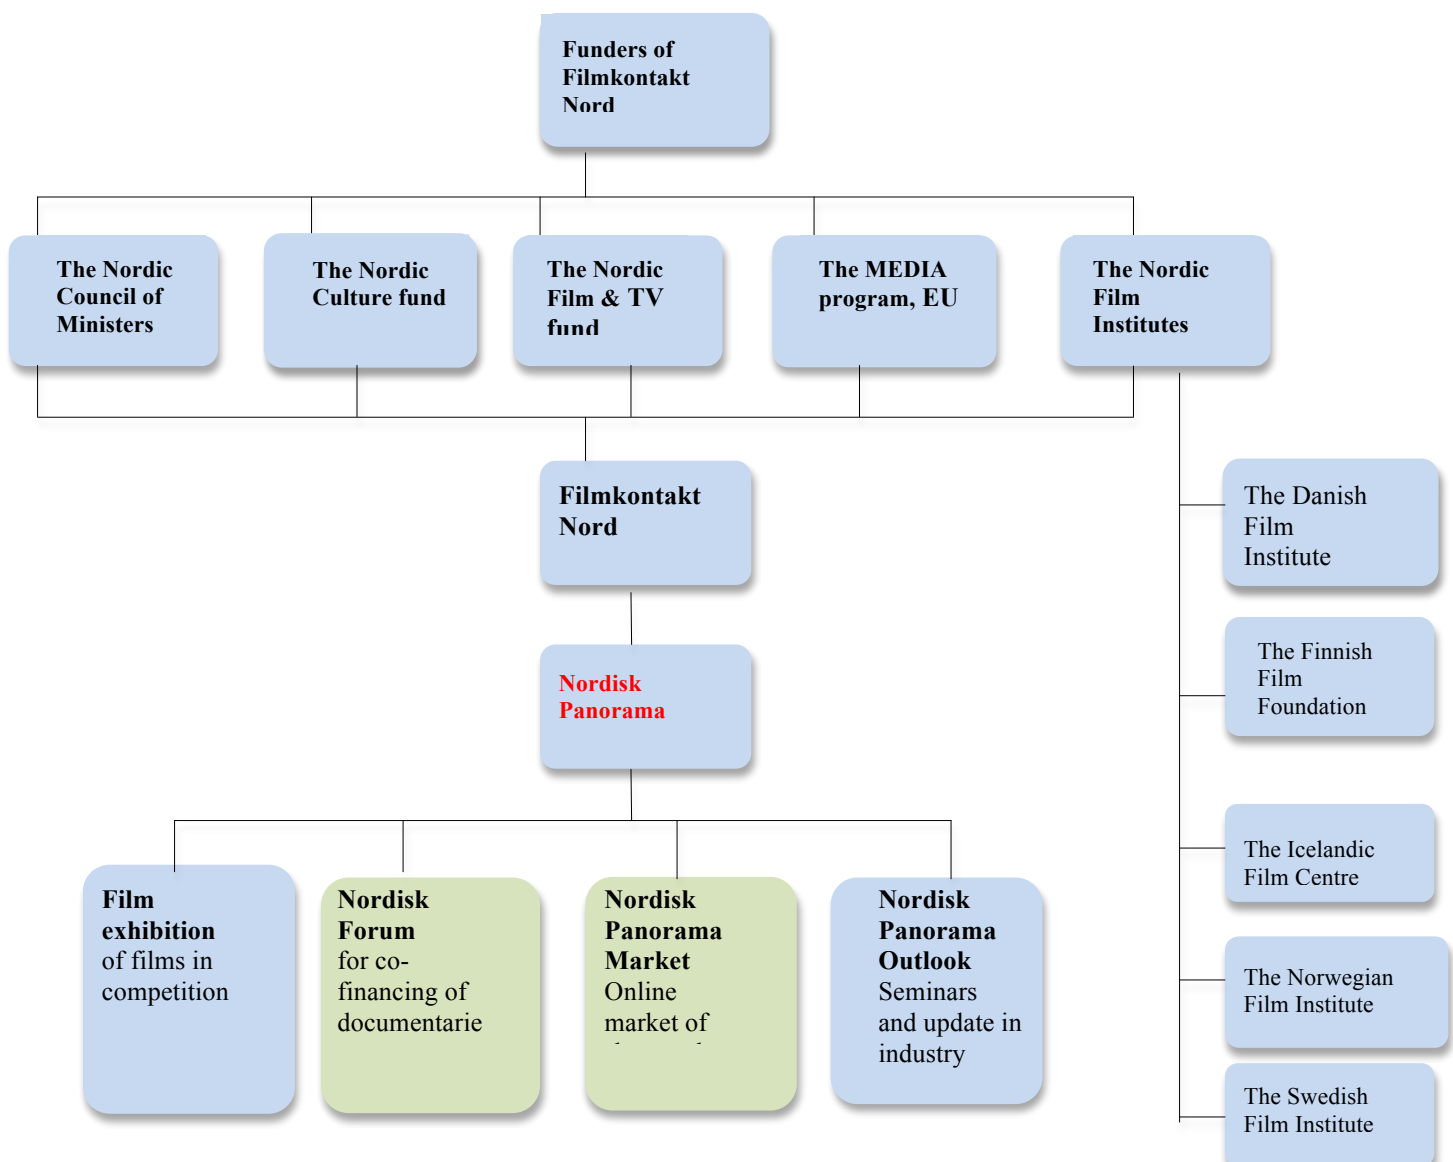 Funders of
Filmkontakt
Nord
The Nordic
Council of
Ministers
The Nordic
Culture fund
The Nordic
Film & TV
fund
The MEDIA
program, EU
The Nordic
Film
Institutes
Filmkontakt
Nord
The Danish
Film
Institute
The Finnish
Film
Foundation
Nordisk
Panorama
The Icelandic
Film Centre
Film
exhibition
of films in
competition
Nordisk
Forum
for co-
financing of
documentarie
Nordisk
Panorama
Market
Online
market of
Nordisk
Panorama
Outlook
Seminars
and update in
industry
The Norwegian
Film Institute
The Swedish
Film Institute